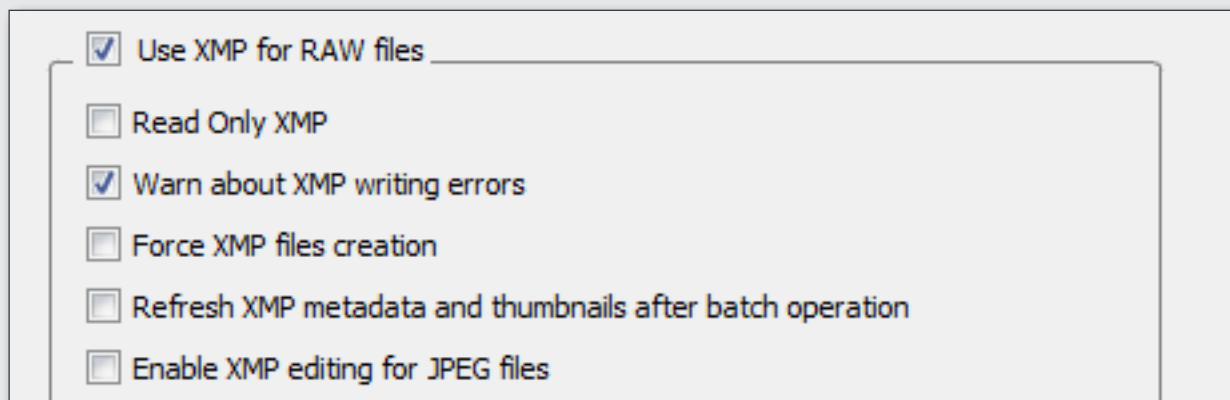 Use XMP for RAW files
Read Only XMP
Warn about XMP writing errors
Force XMP files creation
Refresh XMP metadata and thumbnails after batch operation
Enable XMP editing for JPEG files